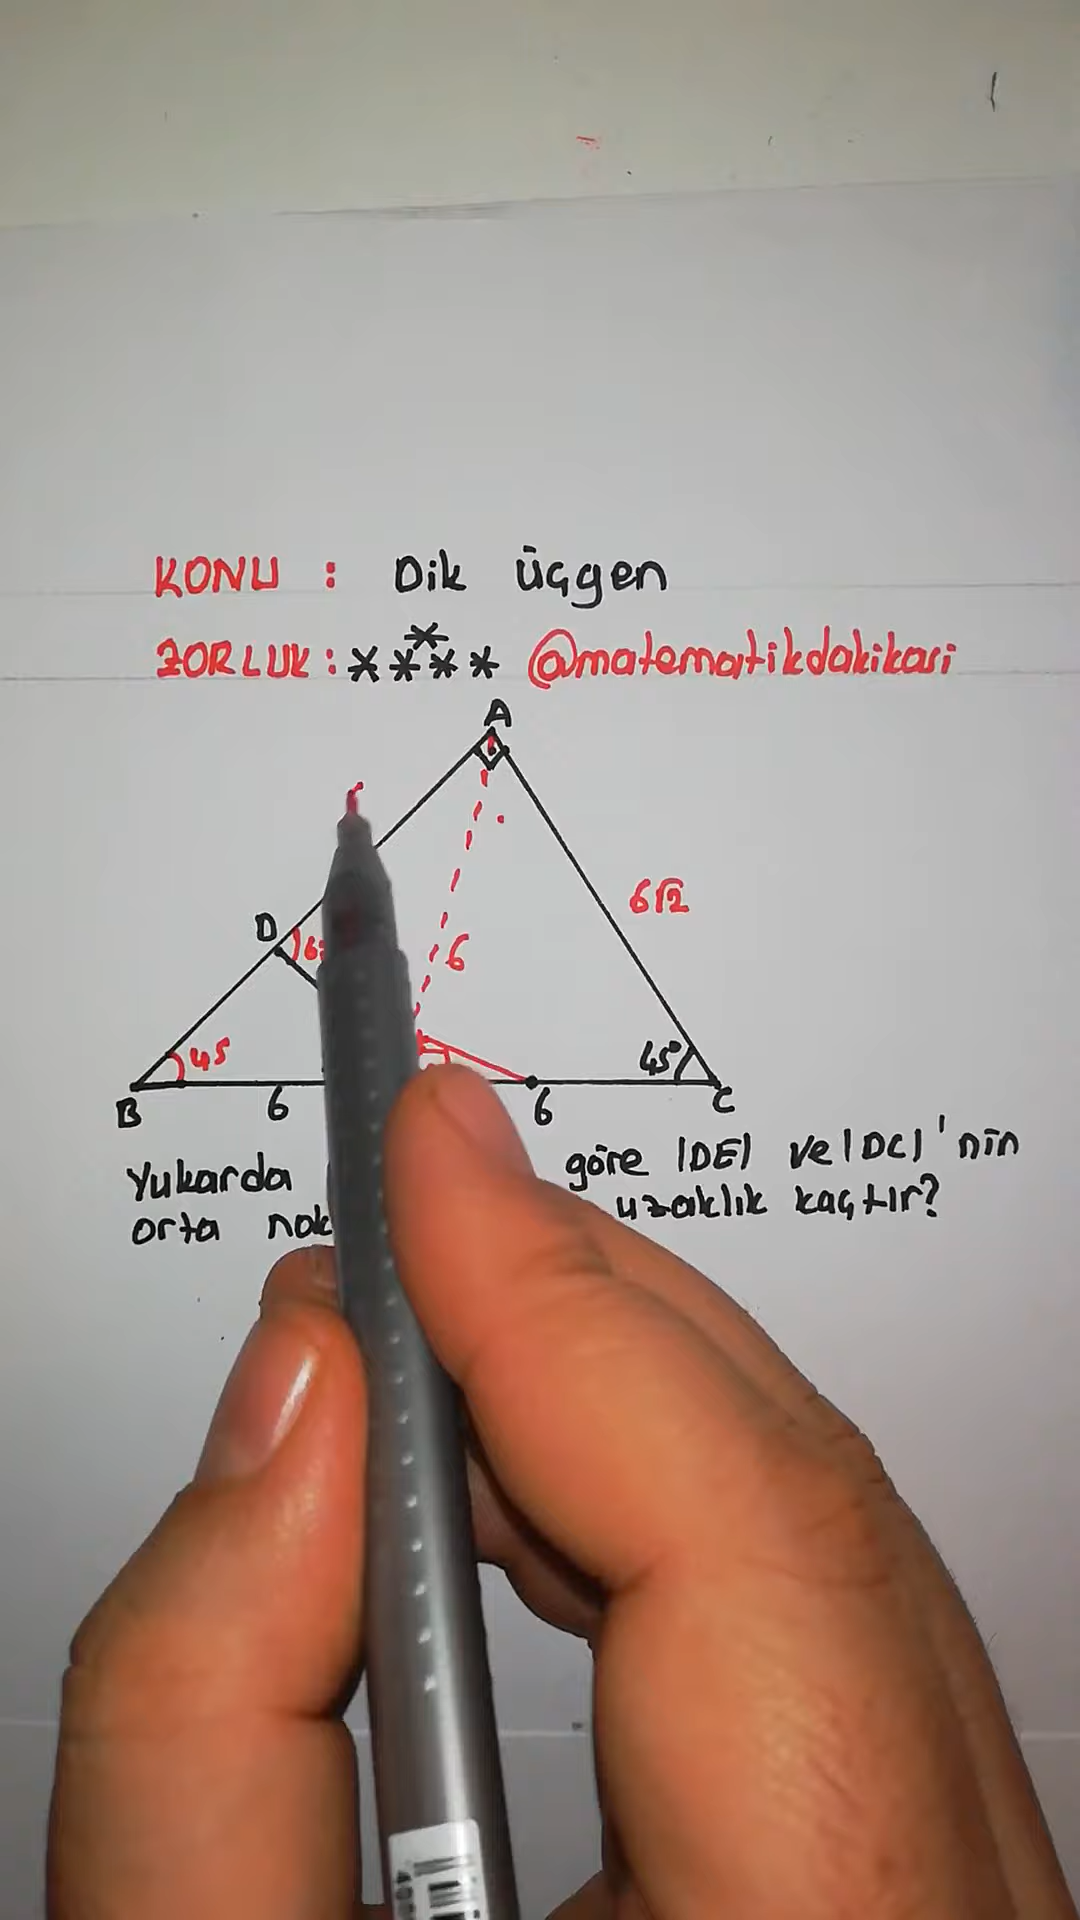 KONU : Dik üçgen
ZORLUK : **** * @matematikdakikasi
A
6√2
D
6
45
45°
B
6
6
C
Yukarda göre |DE| ve |DC|'nin
orta uzaklık kaçtır?